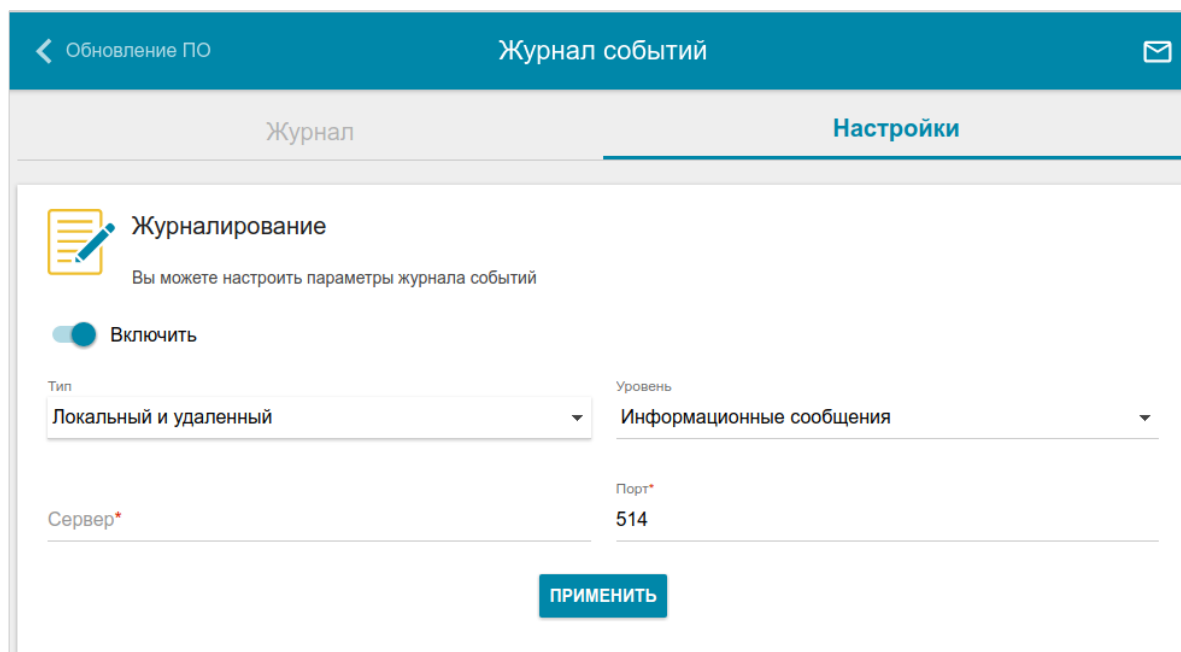 Обновление ПО
Журнал событий
Журнал
Настройки
Журналирование
Вы можете настроить параметры журнала событий
Включить
Тип
Уровень
Локальный и удаленный
Информационные сообщения
Порт*
Сервер*
514
ПРИМЕНИТЬ